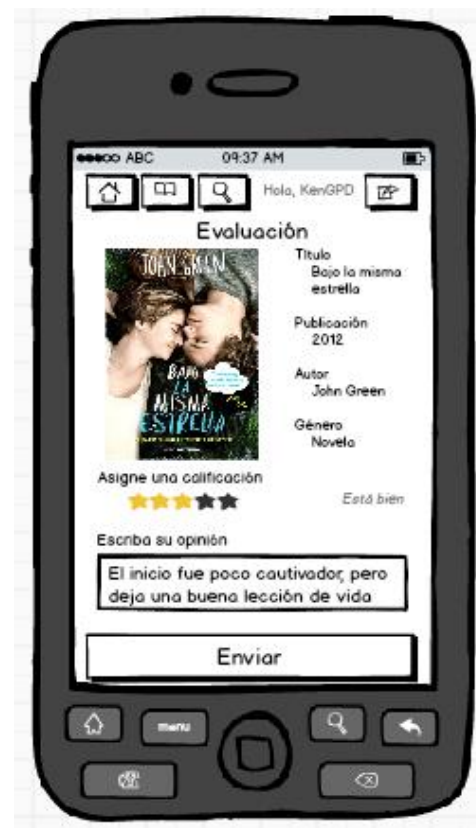 ABC 09:37 AM
Hola, KenGPD
Evaluación
JOHN GREEN
BAJO
LA
MISMA
ESTRELLA
Título
Bajo la misma
estrella
Publicación
2012
Autor
John Green
Género
Novela
Asigne una calificación
Está bien
Escriba su opinión
El inicio fue poco cautivador, pero
deja una buena lección de vida
Enviar
menu